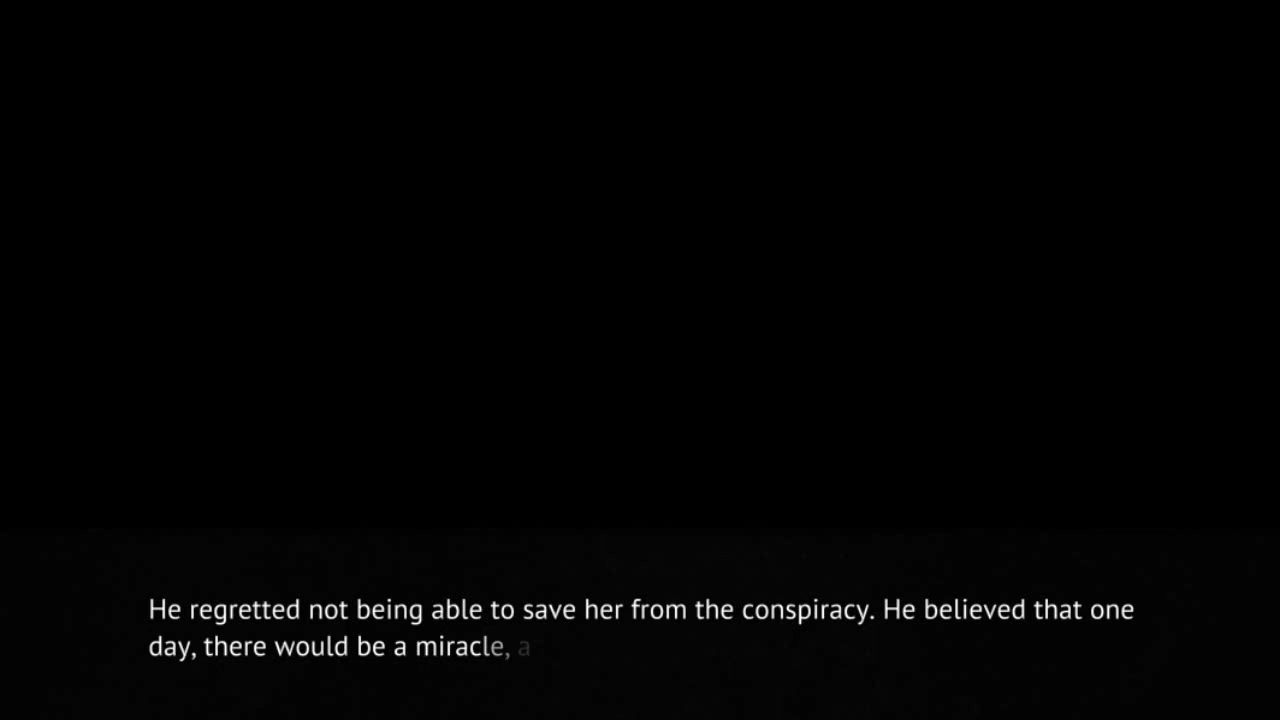 He regretted not being able to save her from the conspiracy. He believed that one
day, there would be a miracle, a